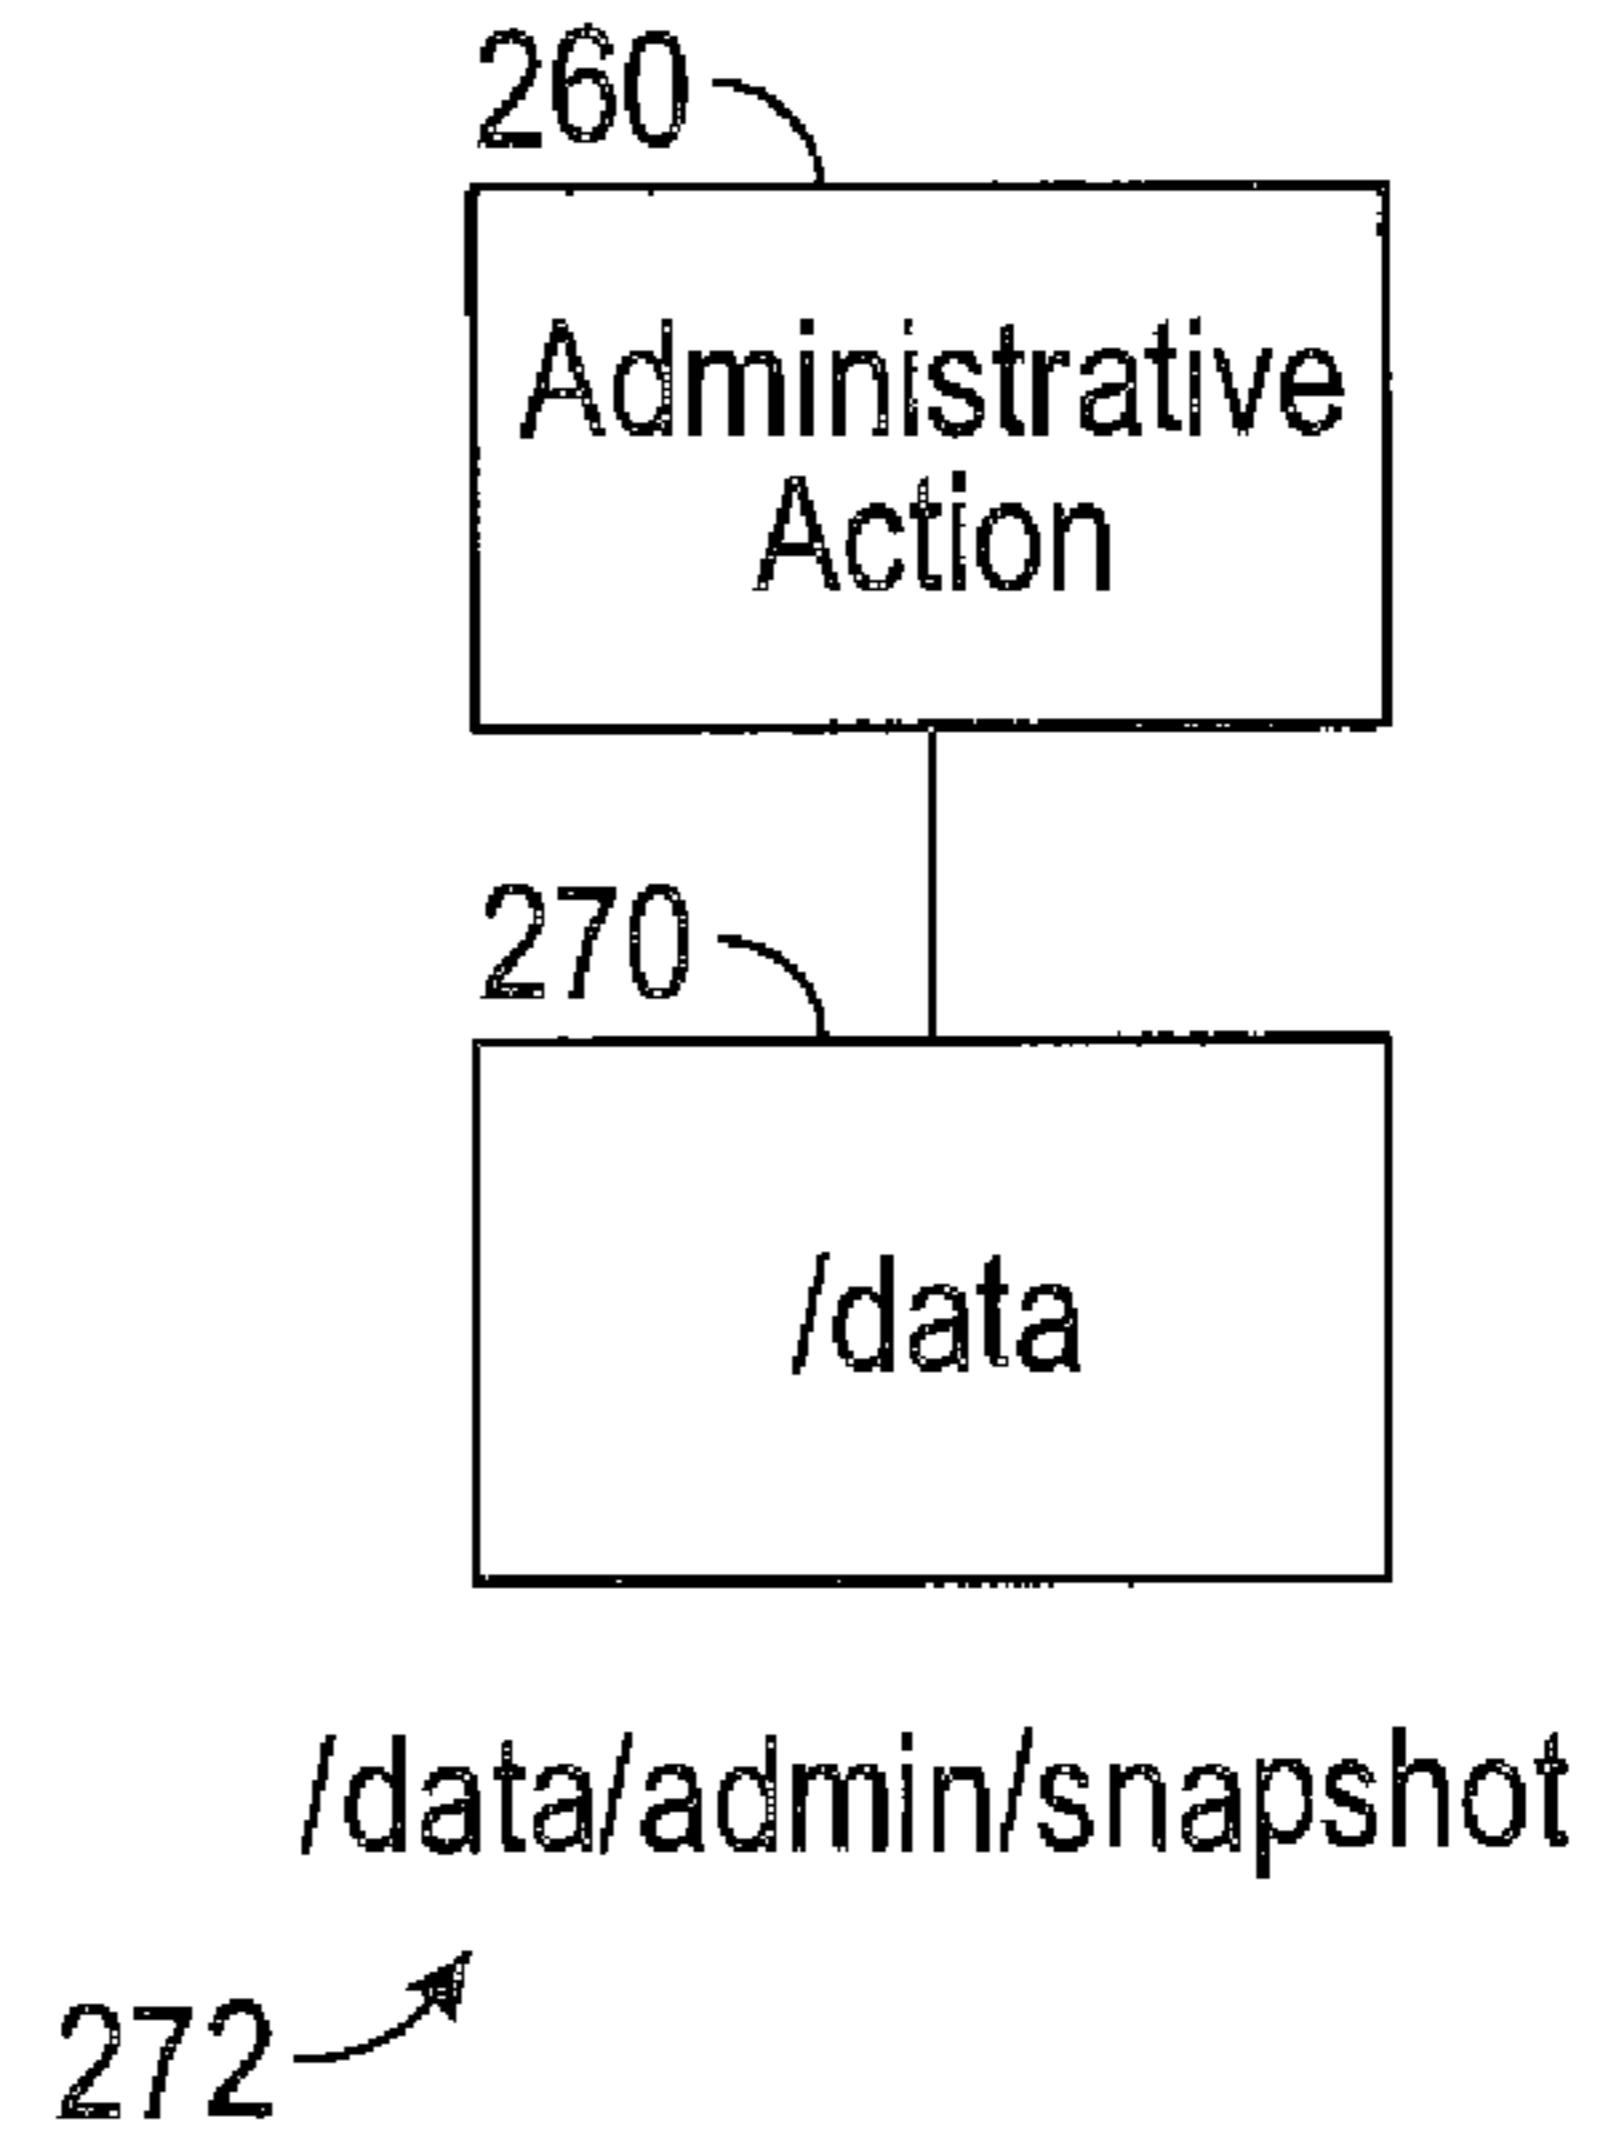 260
Administrative
Action
270
/data
/data/admin/snapshot
272